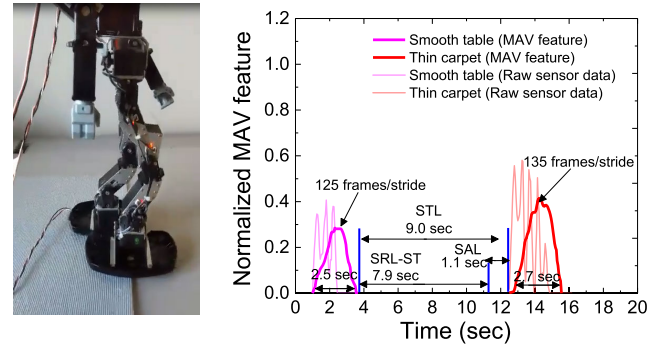 Normalized MAV feature
1.2
1.0
0.8
0.6
0.4
0.2
0.0
Smooth table (MAV feature)
Thin carpet (MAV feature)
Smooth table (Raw sensor data)
Thin carpet (Raw sensor data)
125 frames/stride
135 frames/stride
STL
9.0 sec
SRL-ST
7.9 sec
SAL
1.1 sec
2.5 sec
2.7 sec
0 2 4 6 8 10 12 14 16 18 20
Time (sec)